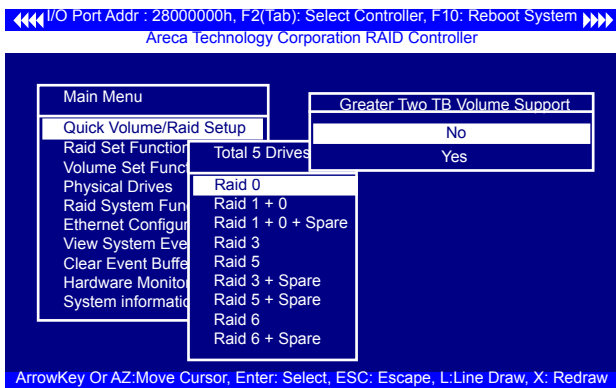 I/O Port Addr : 28000000h, F2(Tab): Select Controller, F10: Reboot System
Areca Technology Corporation RAID Controller
Main Menu
Quick Volume/Raid Setup
Raid Set Function
Volume Set Funct
Physical Drives
Raid System Fun
Ethernet Configur
View System Eve
Clear Event Buffe
Hardware Monito
System informatio
Total 5 Drives
Raid 0
Raid 1 + 0
Raid 1 + 0 + Spare
Raid 3
Raid 5
Raid 3 + Spare
Raid 5 + Spare
Raid 6
Raid 6 + Spare
Greater Two TB Volume Support
No
Yes
ArrowKey Or AZ:Move Cursor, Enter: Select, ESC: Escape, L:Line Draw, X: Redraw